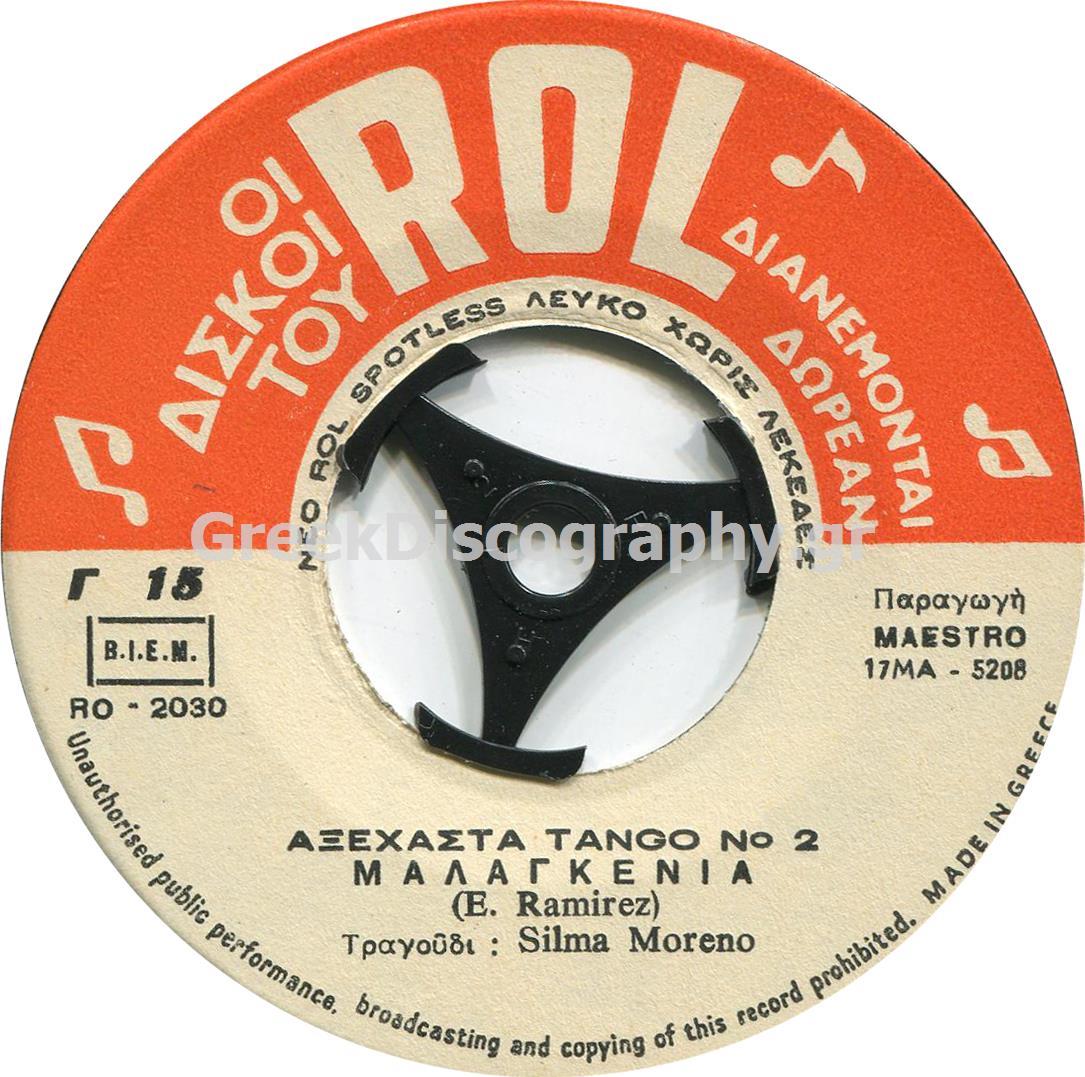 ΟΙ
ΔΙΣΚΟΙ
ΤΟΥ
ROL
ΔΙΑΝΕΜΟΝΤΑΙ
ΔΩΡΕΑΝ
ΝΕΟ ROL SPOTLESS ΛΕΥΚΟ ΧΩΡΙΣ ΛΕΚΕΔΕΣ
GreekDiscography.gr
Γ 15
B.I.E.M.
RO - 2030
Παραγωγὴ
MAESTRO
17MA - 5208
ΑΞΕΧΑΣΤΑ TANGO No 2
ΜΑΛΑΓΚΕΝΙΑ
(E. Ramirez)
Τραγοῦδι : Silma Moreno
Unauthorised public performance, broadcasting and copying of this record prohibited. MADE IN GREECE